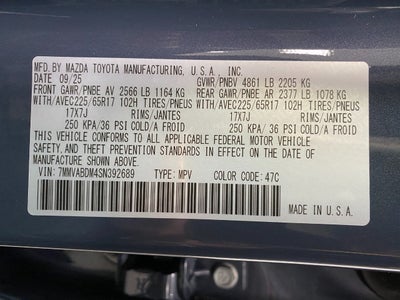 MFD.BY MAZDA TOYOTA MANUFACTURING, U.S.A., INC.
DATE: 09/25 GVWR/PNBV 4861 LB 2205 KG
FRONT GAWR/PNBE AV 2566 LB 1164 KG REAR GAWR/PNBE AR 2377 LB 1078 KG
WITH/AVEC225/65R17 102H TIRES/PNEUS WITH/AVEC225/65R17 102H TIRES/PNEUS
17X7J RIMS/JANTES 17X7J RIMS/JANTES
250 KPA/36 PSI COLD/A FROID 250 KPA/36 PSI COLD/A FROID
THIS VEHICLE CONFORMS TO ALL APPLICABLE FEDERAL MOTOR VEHICLE
SAFETY, BUMPER, AND THEFT PREVENTION STANDARDS IN EFFECT ON
THE DATE OF MANUFACTURE SHOWN ABOVE.
VIN: 7MMVABDM4SN392689 TYPE: MPV COLOR CODE: 47C
MADE IN U.S.A.